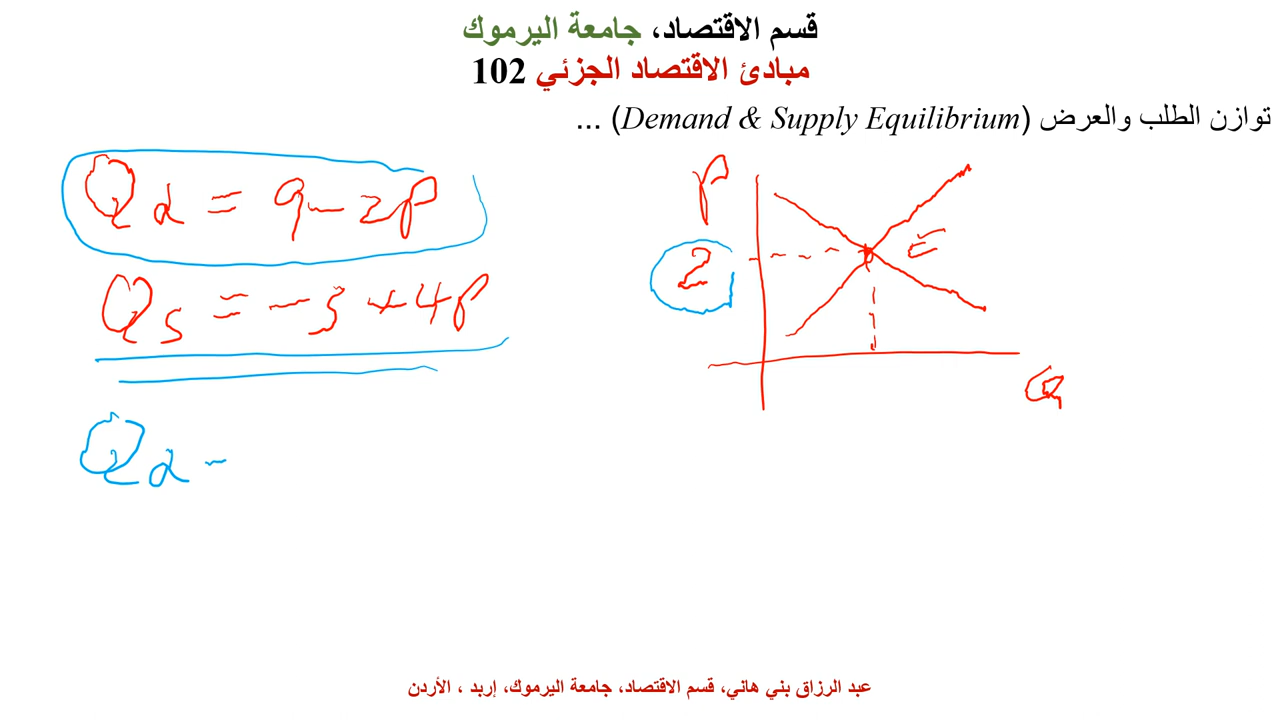 قسم الاقتصاد، جامعة اليرموك
مبادئ الاقتصاد الجزئي 102
توازن الطلب والعرض (Demand & Supply Equilibrium) ...
Qd = 9 - 2P
Qs = -3 + 4P
Qd -
P
2
E
Q
عبد الرزاق بني هاني، قسم الاقتصاد، جامعة اليرموك، إربد ، الأردن